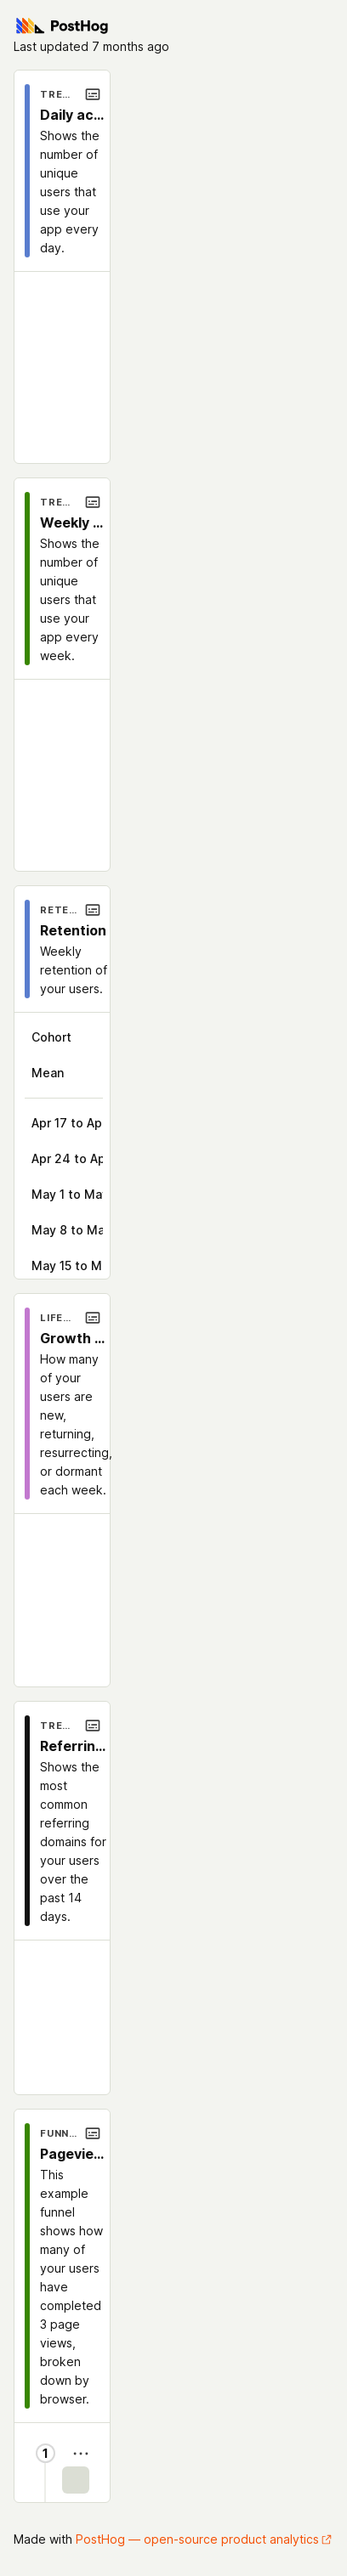 PostHog
Last updated 7 months ago
TRE...
Daily ac...
Shows the
number of
unique
users that
use your
app every
day.
TRE...
Weekly ...
Shows the
number of
unique
users that
use your
app every
week.
RETE...
Retention
Weekly
retention of
your users.
Cohort
Mean
Apr 17 to Ap
Apr 24 to Ap
May 1 to May
May 8 to Ma
May 15 to M
LIFE...
Growth ...
How many
of your
users are
new,
returning,
resurrecting,
or dormant
each week.
TRE...
Referrin...
Shows the
most
common
referring
domains for
your users
over the
past 14
days.
FUNN...
Pagevie...
This
example
funnel
shows how
many of
your users
have
completed
3 page
views,
broken
down by
browser.
1
Made with PostHog — open-source product analytics